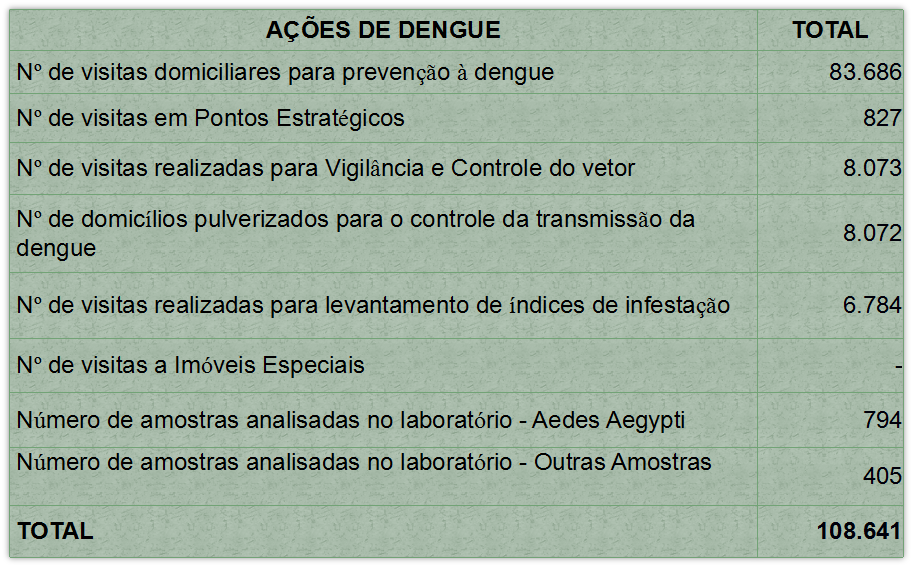 AÇÕES DE DENGUE TOTAL
Nº de visitas domiciliares para prevenção à dengue 83.686
Nº de visitas em Pontos Estratégicos 827
Nº de visitas realizadas para Vigilância e Controle do vetor 8.073
Nº de domicílios pulverizados para o controle da transmissão da
dengue 8.072
Nº de visitas realizadas para levantamento de índices de infestação 6.784
Nº de visitas a Imóveis Especiais -
Número de amostras analisadas no laboratório - Aedes Aegypti 794
Número de amostras analisadas no laboratório - Outras Amostras 405
TOTAL 108.641